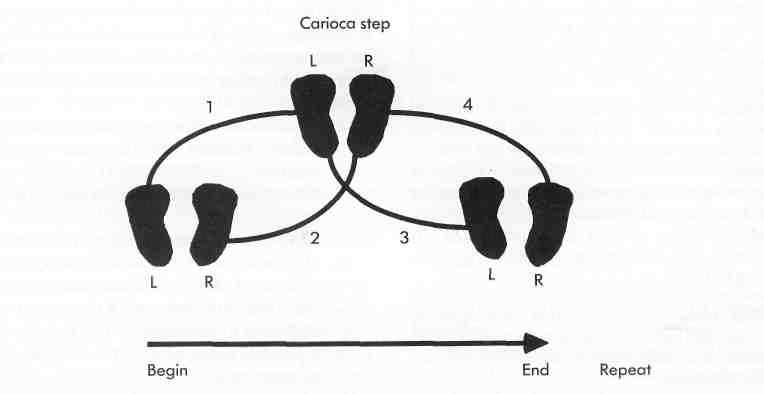 Carioca step
L R
1 4
2 3
L R L R
Begin End Repeat